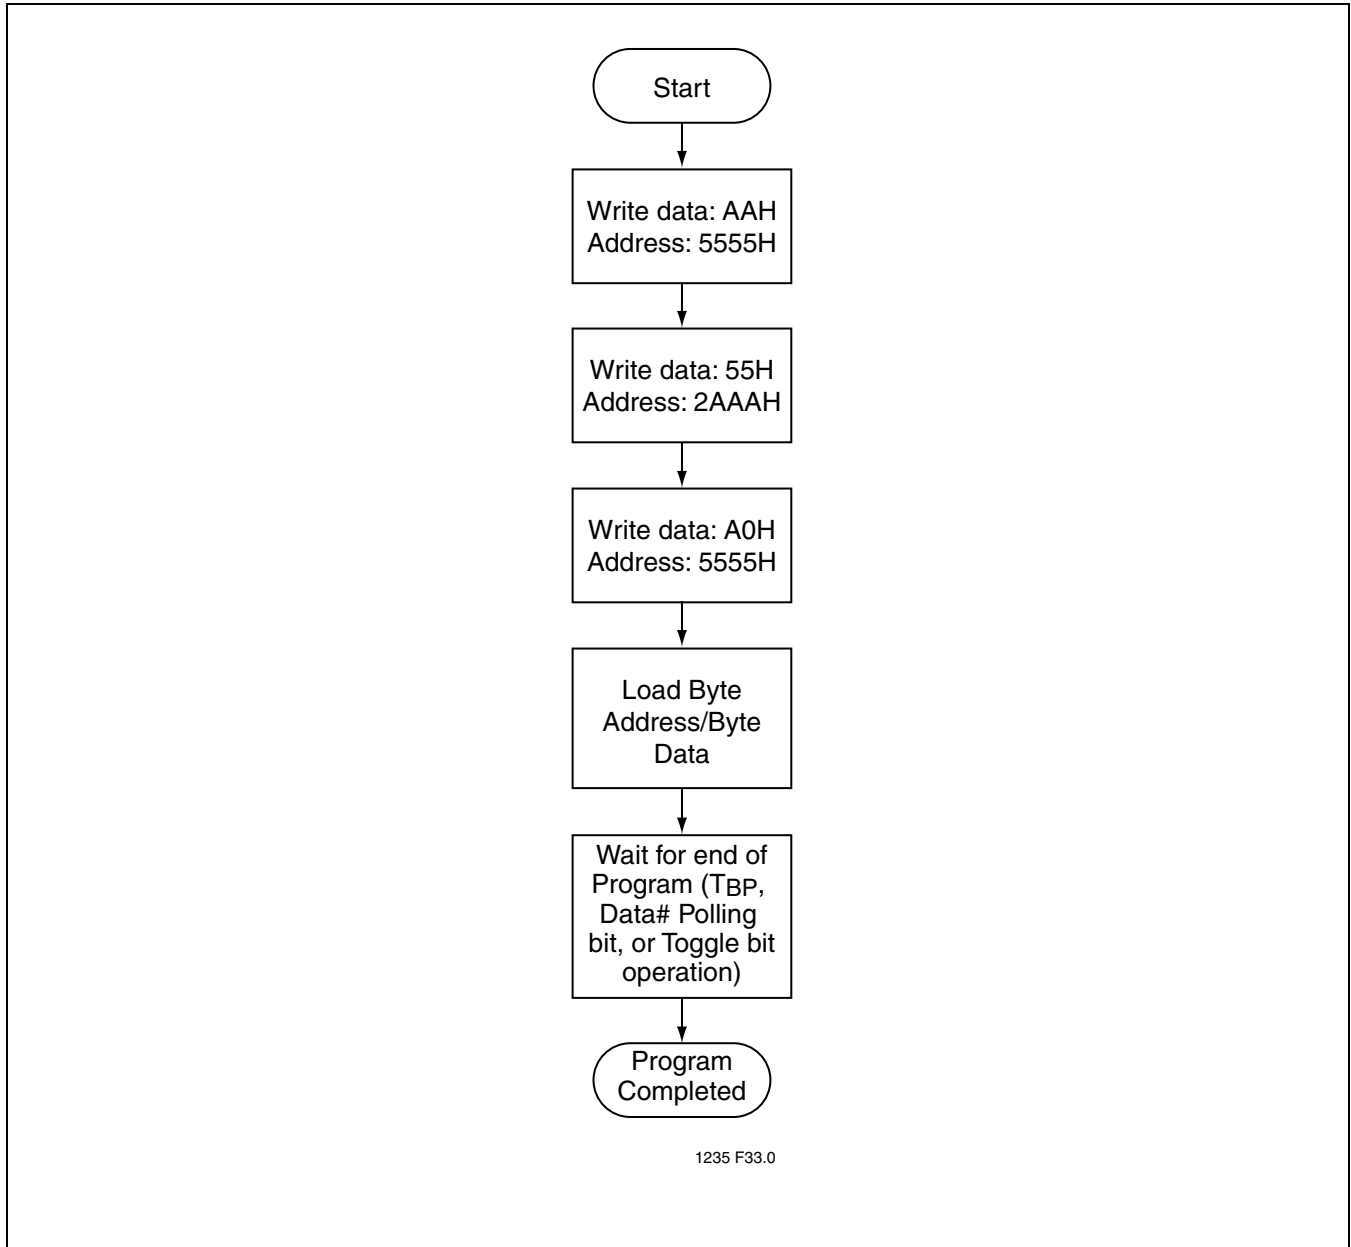 Start
Write data: AAH
Address: 5555H
Write data: 55H
Address: 2AAAH
Write data: A0H
Address: 5555H
Load Byte
Address/Byte
Data
Wait for end of
Program (TBP,
Data# Polling
bit, or Toggle bit
operation)
Program
Completed
1235 F33.0